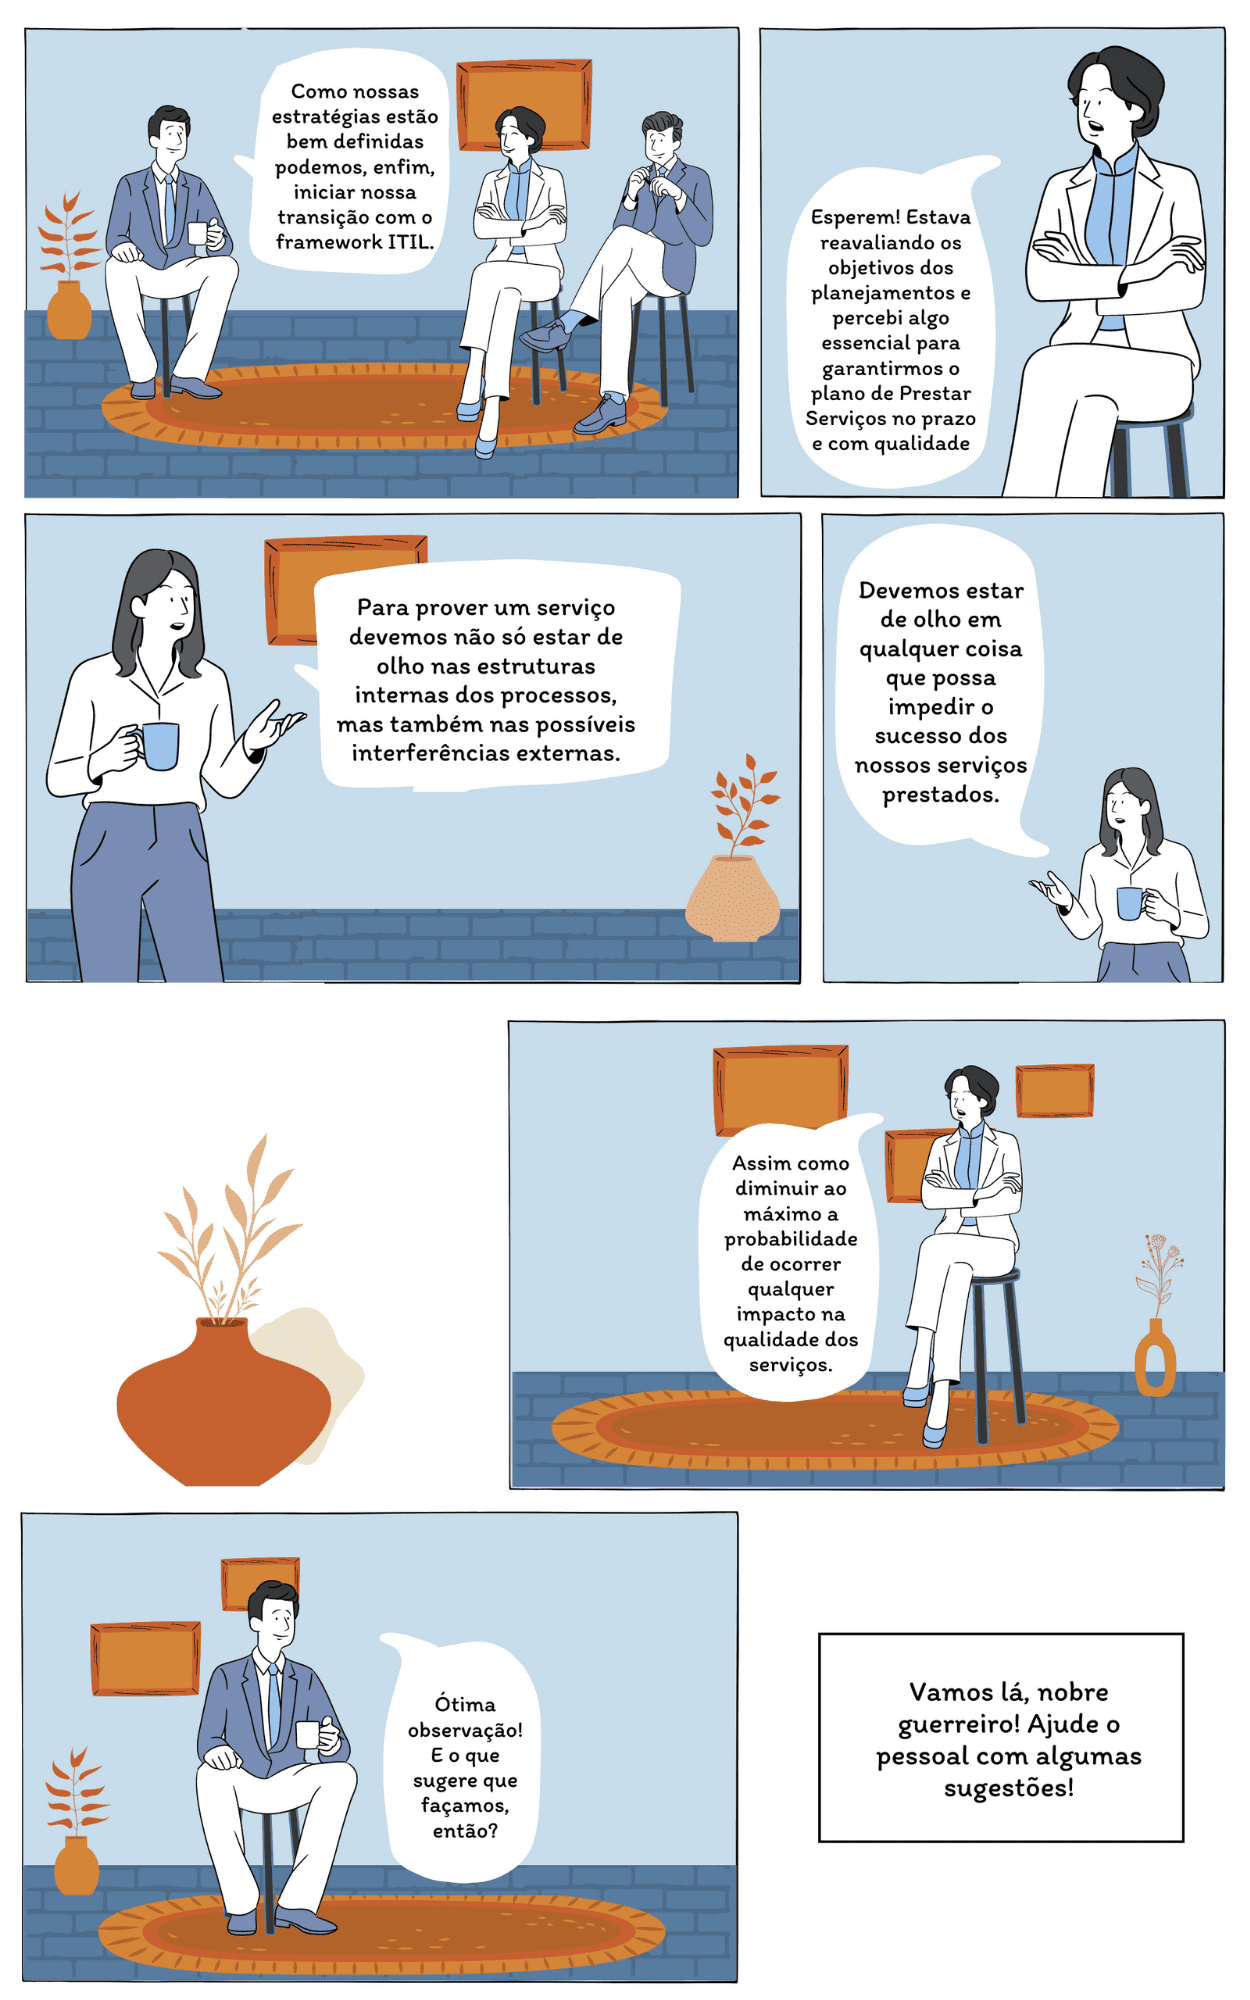 Como nossas
estratégias estão
bem definidas
podemos, enfim,
iniciar nossa
transição com o
framework ITIL.
Esperem! Estava
reavaliando os
objetivos dos
planejamentos e
percebi algo
essencial para
garantirmos o
plano de Prestar
Serviços no prazo
e com qualidade
Para prover um serviço
devemos não só estar de
olho nas estruturas
internas dos processos,
mas também nas possíveis
interferências externas.
Devemos estar
de olho em
qualquer coisa
que possa
impedir o
sucesso dos
nossos serviços
prestados.
Assim como
diminuir ao
máximo a
probabilidade
de ocorrer
qualquer
impacto na
qualidade dos
serviços.
Ótima
observação!
E o que
sugere que
façamos,
então?
Vamos lá, nobre
guerreiro! Ajude o
pessoal com algumas
sugestões!